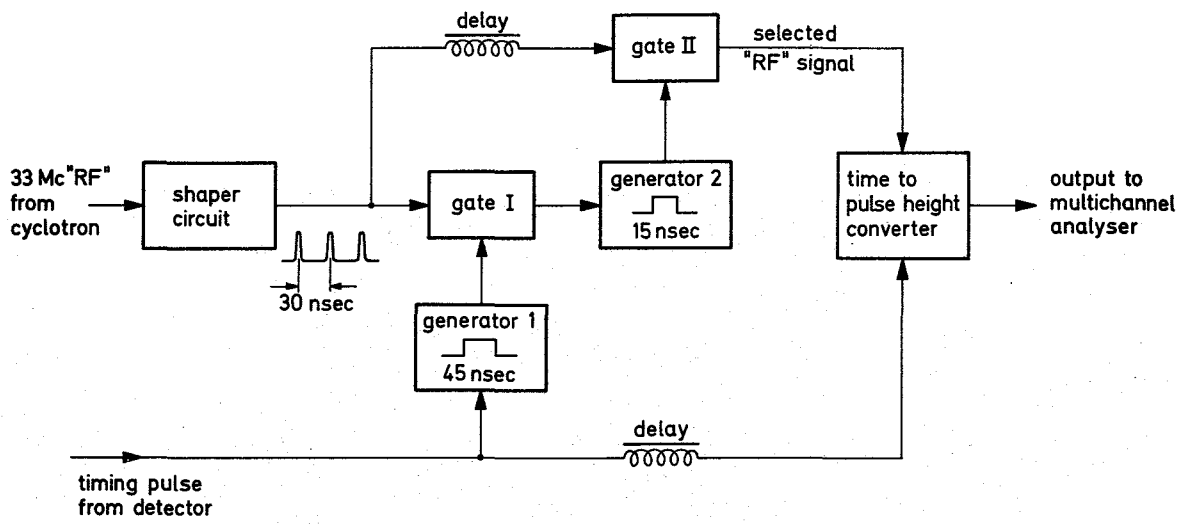 delay
gate II
selected
"RF" signal
33 Mc "RF"
from
cyclotron
shaper
circuit
gate I
generator 2
15 nsec
time to
pulse height
converter
output to
multichannel
analyser
30 nsec
generator 1
45 nsec
delay
timing pulse
from detector